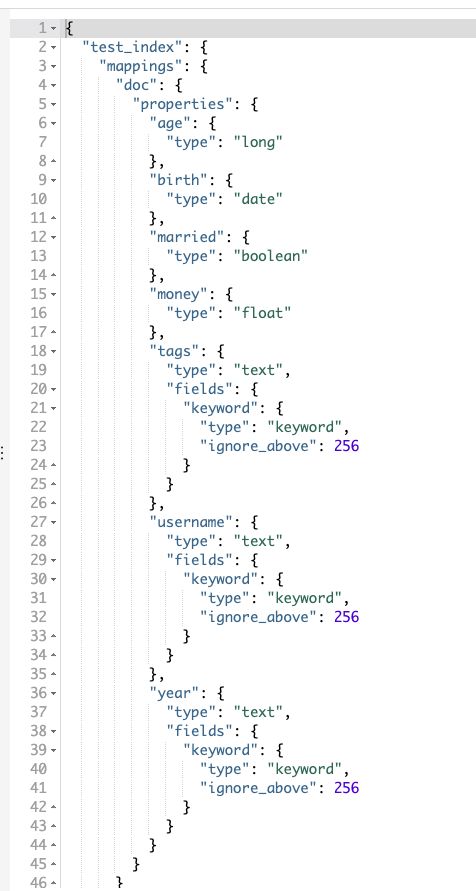 1 {
2 "test_index": {
3 "mappings": {
4 "doc": {
5 "properties": {
6 "age": {
7 "type": "long"
8 },
9 "birth": {
10 "type": "date"
11 },
12 "married": {
13 "type": "boolean"
14 },
15 "money": {
16 "type": "float"
17 },
18 "tags": {
19 "type": "text",
20 "fields": {
21 "keyword": {
22 "type": "keyword",
23 "ignore_above": 256
24 }
25 }
26 },
27 "username": {
28 "type": "text",
29 "fields": {
30 "keyword": {
31 "type": "keyword",
32 "ignore_above": 256
33 }
34 }
35 },
36 "year": {
37 "type": "text",
38 "fields": {
39 "keyword": {
40 "type": "keyword",
41 "ignore_above": 256
42 }
43 }
44 }
45 }
46 }